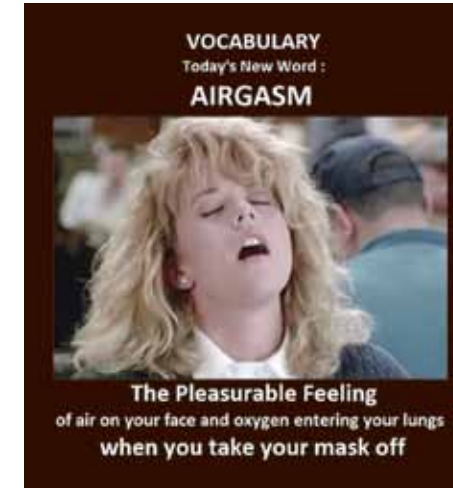 VOCABULARY
Today's New Word :
AIRGASM
The Pleasurable Feeling
of air on your face and oxygen entering your lungs
when you take your mask off